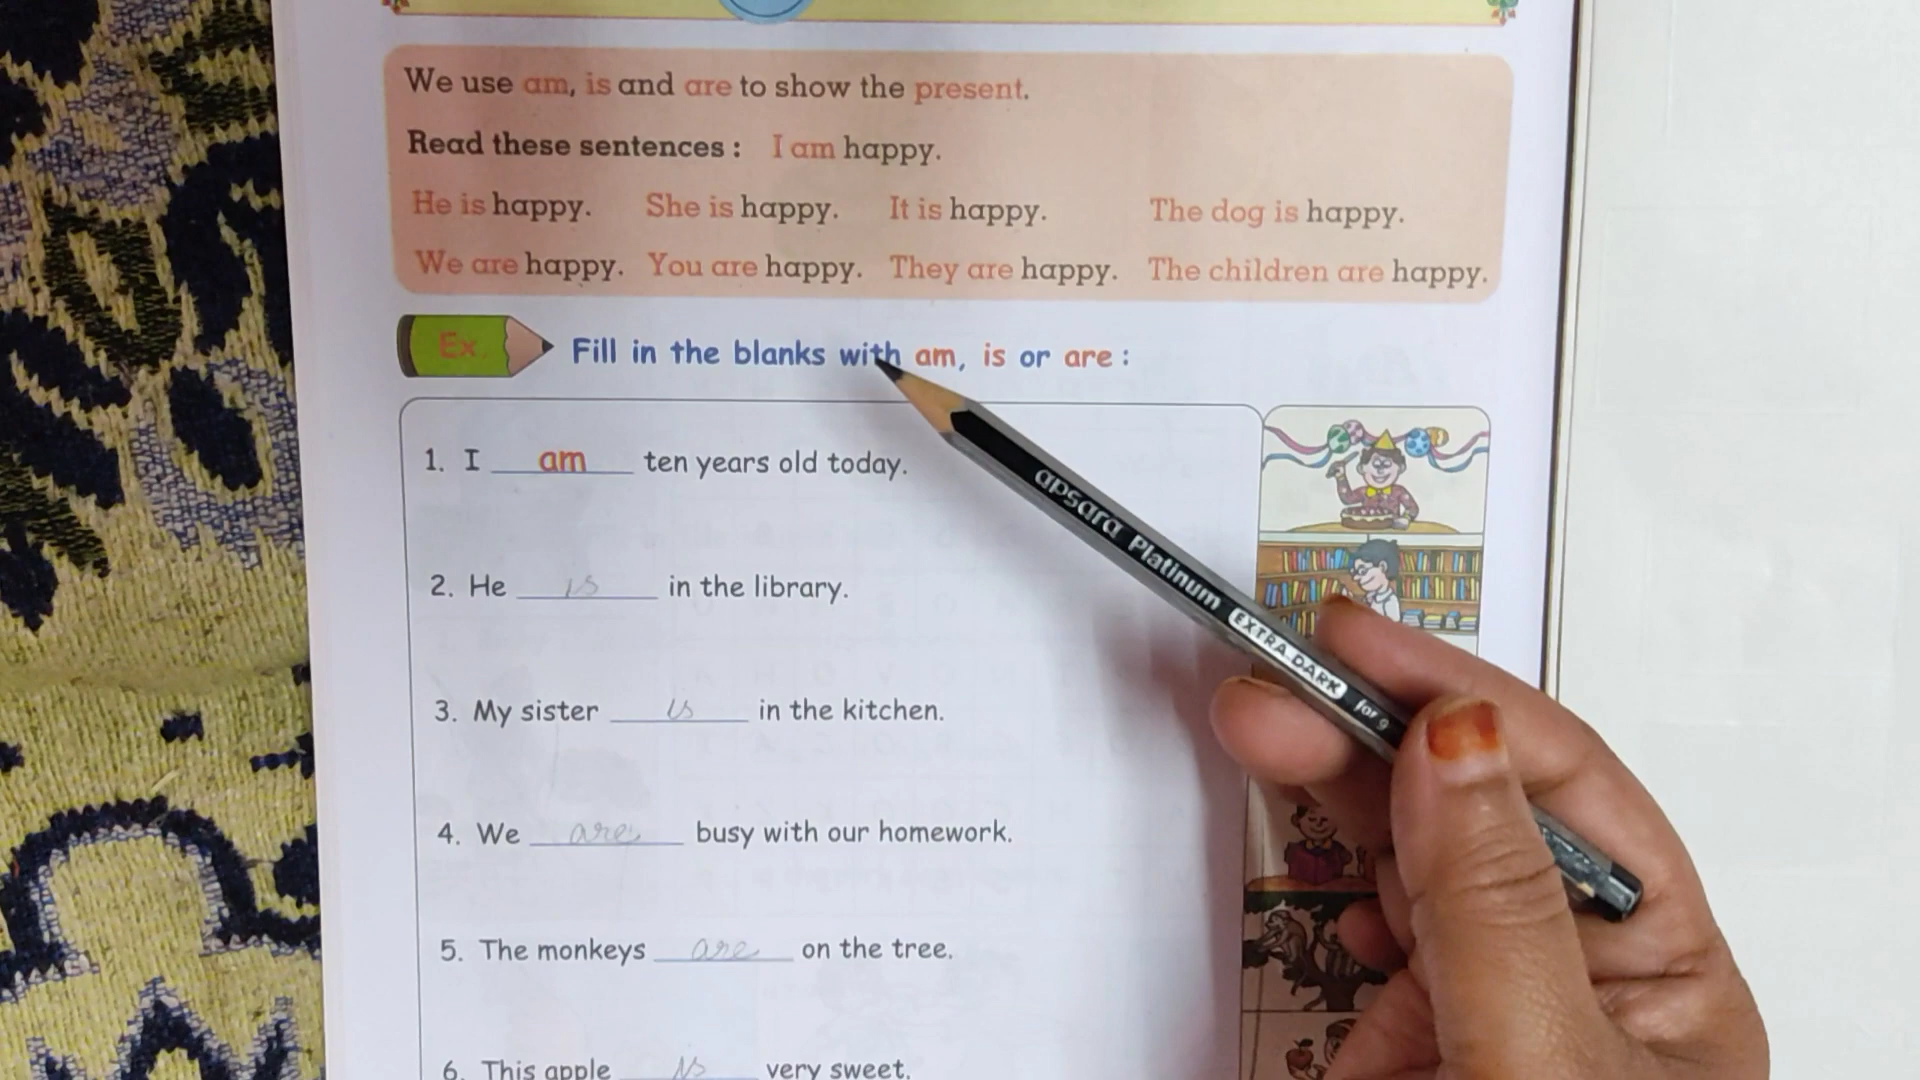 We use am, is and are to show the present.
Read these sentences : I am happy.
He is happy. She is happy. It is happy. The dog is happy.
We are happy. You are happy. They are happy. The children are happy.
Ex. Fill in the blanks with am, is or are :
1. I am ten years old today.
2. He is in the library.
3. My sister is in the kitchen.
4. We are busy with our homework.
5. The monkeys are on the tree.
6. This apple is very sweet.
apsara Platinum EXTRA DARK for g